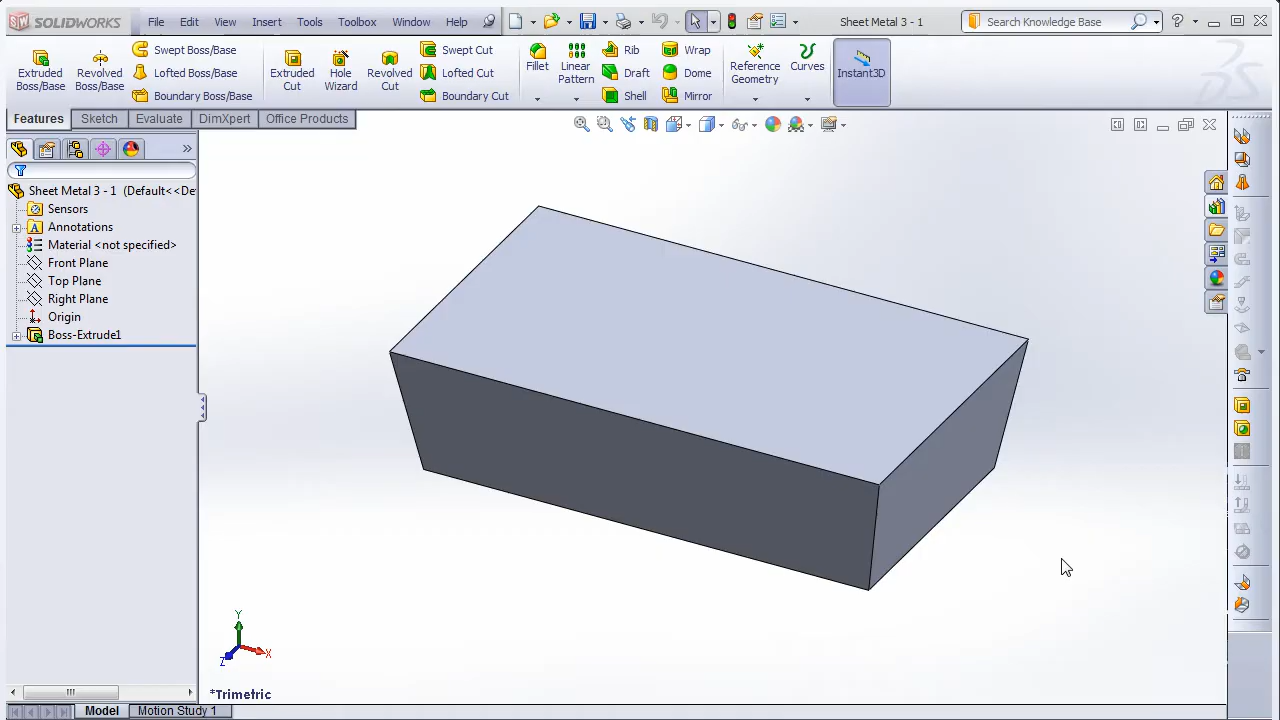 SOLIDWORKS File Edit View Insert Tools Toolbox Window Help Sheet Metal 3 - 1 Search Knowledge Base ?
Extruded Boss/Base
Revolved Boss/Base
Swept Boss/Base
Lofted Boss/Base
Boundary Boss/Base
Extruded Cut
Hole Wizard
Revolved Cut
Swept Cut
Lofted Cut
Boundary Cut
Fillet
Linear Pattern
Rib
Draft
Shell
Wrap
Dome
Mirror
Reference Geometry
Curves
Instant3D
Features Sketch Evaluate DimXpert Office Products
Sheet Metal 3 - 1 (Default<<De
Sensors
A Annotations
Material <not specified>
Front Plane
Top Plane
Right Plane
Origin
Boss-Extrude1
Y
X
Z
*Trimetric
Model Motion Study 1